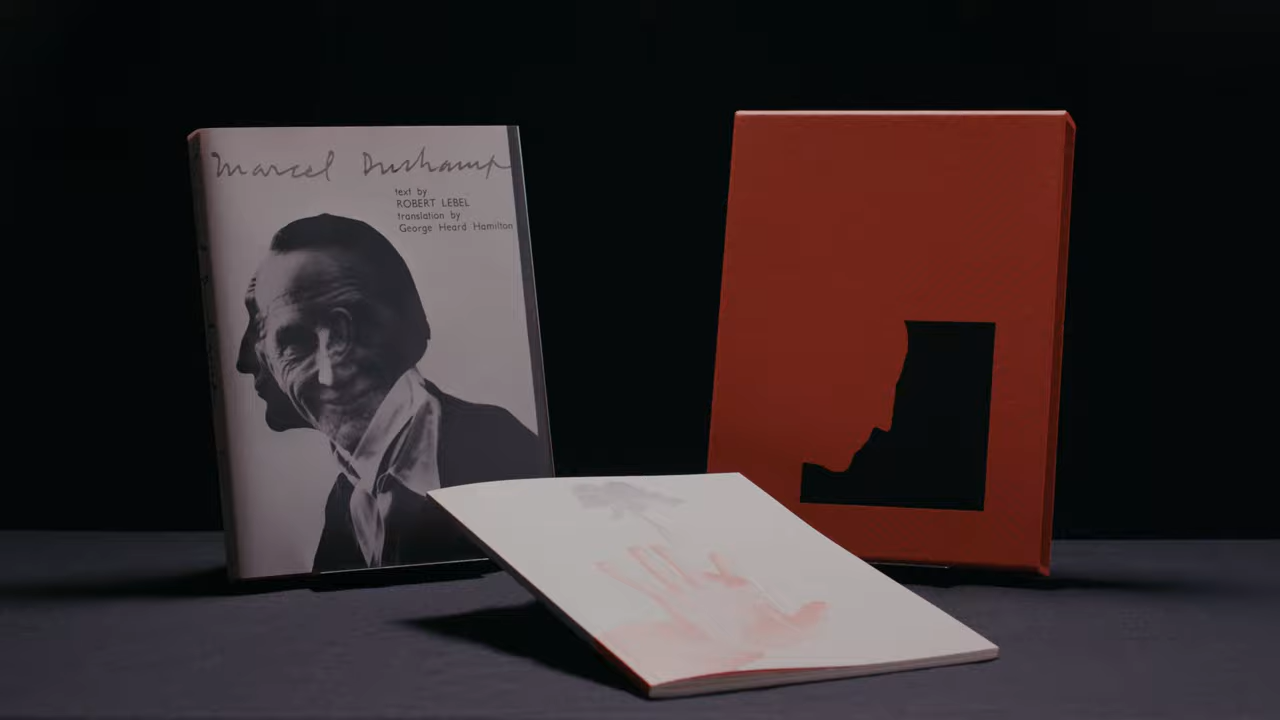 Marcel Duchamp
text by
ROBERT LEBEL
translation by
George Heard Hamilton